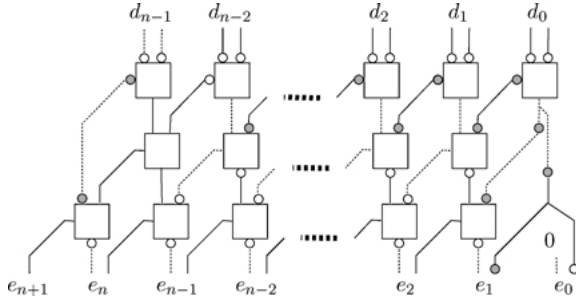 d_{n-1} d_{n-2} d_2 d_1 d_0
0
e_{n+1} e_n e_{n-1} e_{n-2} e_2 e_1 e_0